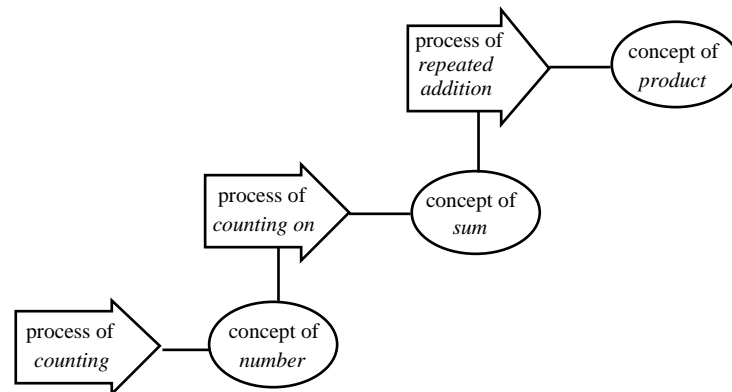 process of
repeated
addition
concept of
product
process of
counting on
concept of
sum
process of
counting
concept of
number